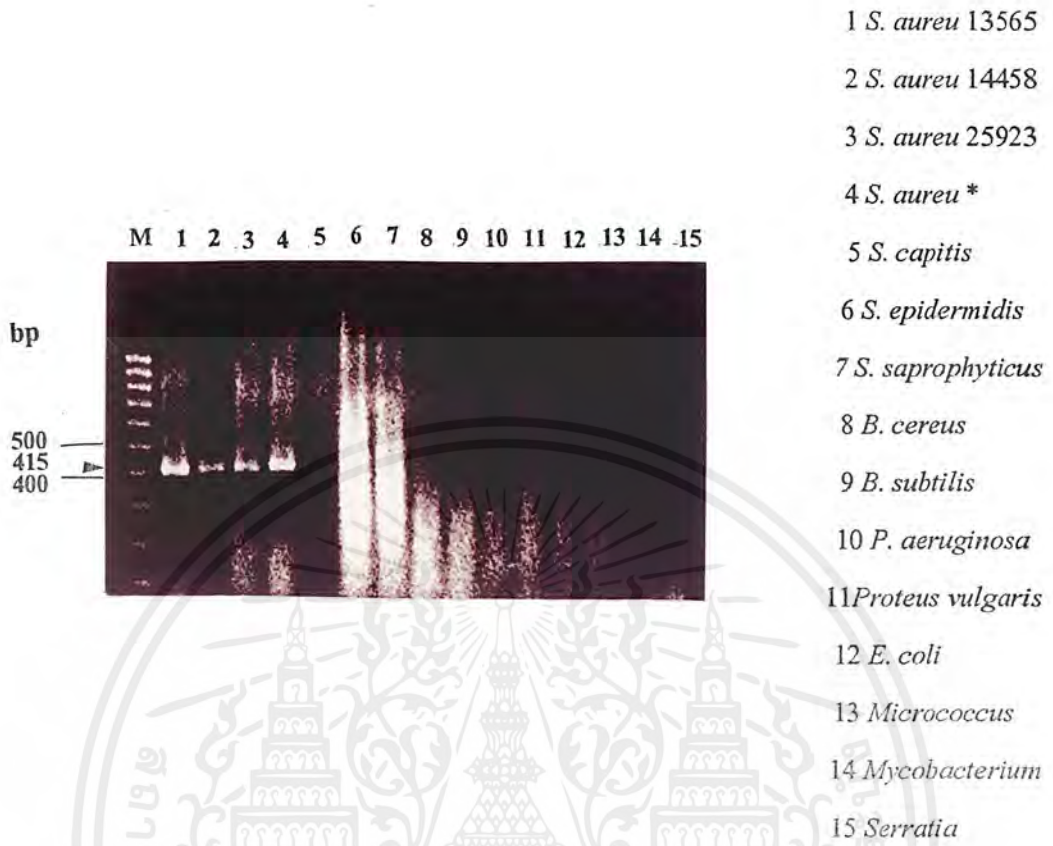 1 S. aureu 13565
2 S. aureu 14458
3 S. aureu 25923
4 S. aureu *
5 S. capitis
6 S. epidermidis
7 S. saprophyticus
8 B. cereus
9 B. subtilis
10 P. aeruginosa
11Proteus vulgaris
12 E. coli
13 Micrococcus
14 Mycobacterium
15 Serratia
M 1 2 3 4 5 6 7 8 9 10 11 12 13 14 15
bp
500
415
400